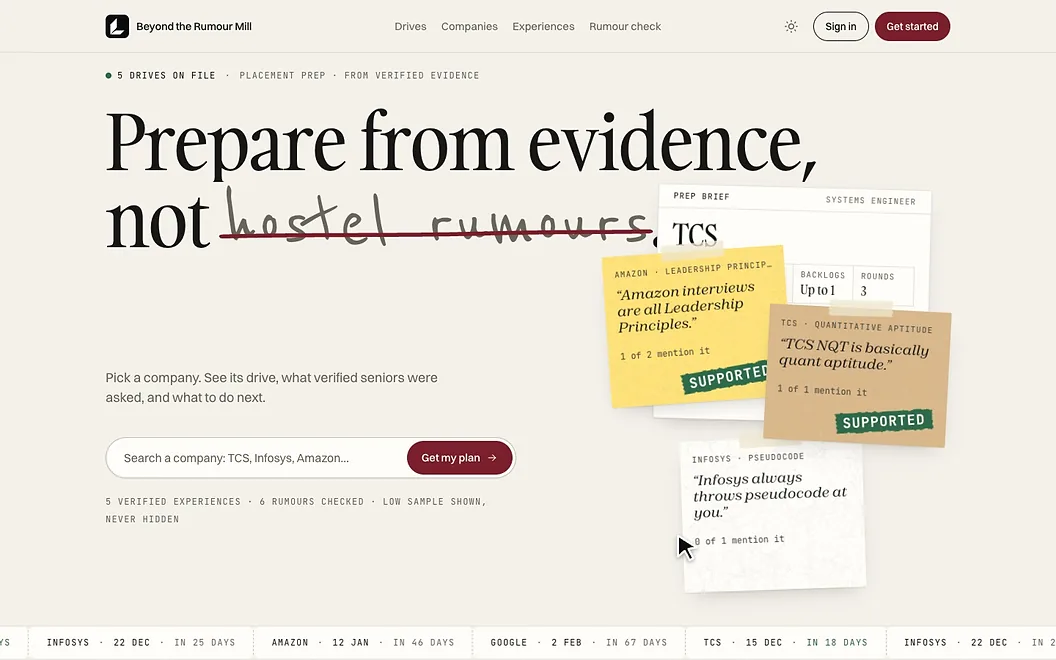 Beyond the Rumour Mill
Drives Companies Experiences Rumour check
Sign in
Get started
5 DRIVES ON FILE · PLACEMENT PREP · FROM VERIFIED EVIDENCE
Prepare from evidence,
not hostel rumours.
PREP BRIEF
SYSTEMS ENGINEER
TCS
BACKLOGS
Up to 1
ROUNDS
3
AMAZON · LEADERSHIP PRINCIP…
“Amazon interviews
are all Leadership
Principles.”
1 of 2 mention it
SUPPORTED
TCS · QUANTITATIVE APTITUDE
“TCS NQT is basically
quant aptitude.”
1 of 1 mention it
SUPPORTED
Pick a company. See its drive, what verified seniors were
asked, and what to do next.
Search a company: TCS, Infosys, Amazon...
Get my plan →
5 VERIFIED EXPERIENCES · 6 RUMOURS CHECKED · LOW SAMPLE SHOWN,
NEVER HIDDEN
INFOSYS · PSEUDOCODE
“Infosys always
throws pseudocode at
you.”
0 of 1 mention it
YS INFOSYS · 22 DEC · IN 25 DAYS AMAZON · 12 JAN · IN 46 DAYS GOOGLE · 2 FEB · IN 67 DAYS TCS · 15 DEC · IN 18 DAYS INFOSYS · 22 DEC · IN 2